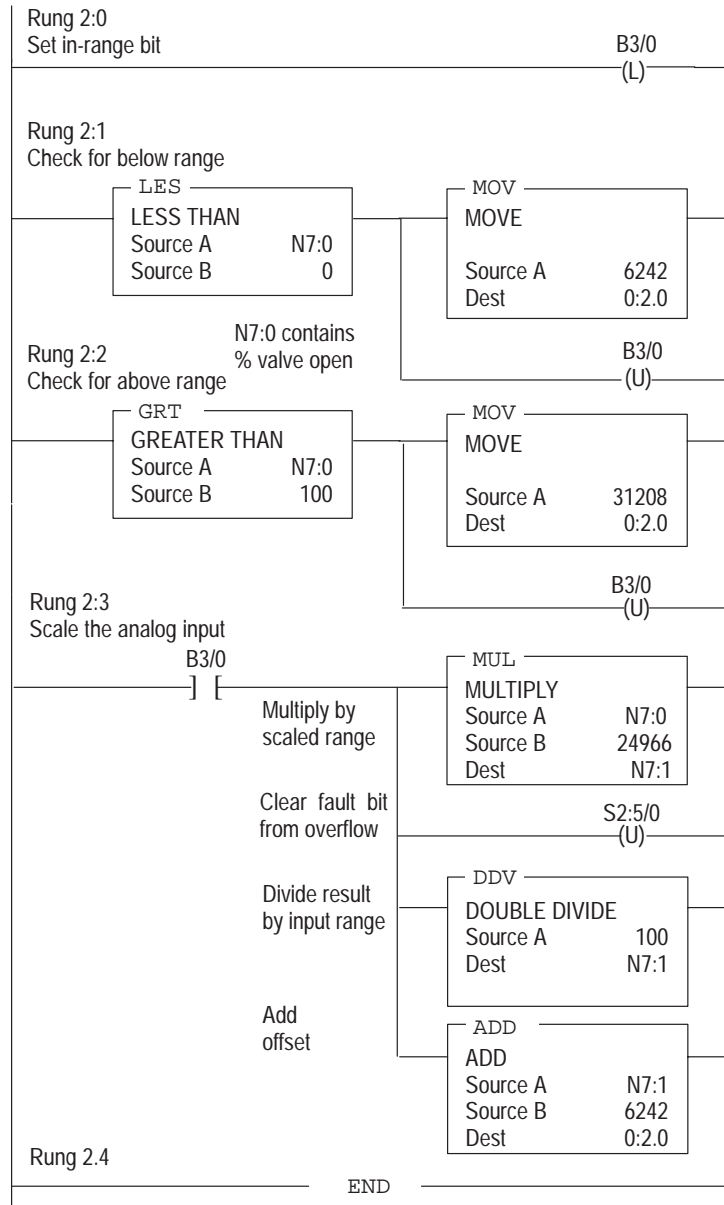 Rung 2:0
Set in-range bit
B3/0
(L)
Rung 2:1
Check for below range
LES
LESS THAN
Source A N7:0
Source B 0
MOV
MOVE
Source A 6242
Dest 0:2.0
N7:0 contains
% valve open
B3/0
(U)
Rung 2:2
Check for above range
GRT
GREATER THAN
Source A N7:0
Source B 100
MOV
MOVE
Source A 31208
Dest 0:2.0
B3/0
(U)
Rung 2:3
Scale the analog input
B3/0
] [
Multiply by
scaled range
MUL
MULTIPLY
Source A N7:0
Source B 24966
Dest N7:1
Clear fault bit
from overflow
S2:5/0
(U)
Divide result
by input range
DDV
DOUBLE DIVIDE
Source A 100
Dest N7:1
Add
offset
ADD
ADD
Source A N7:1
Source B 6242
Dest 0:2.0
Rung 2.4
END